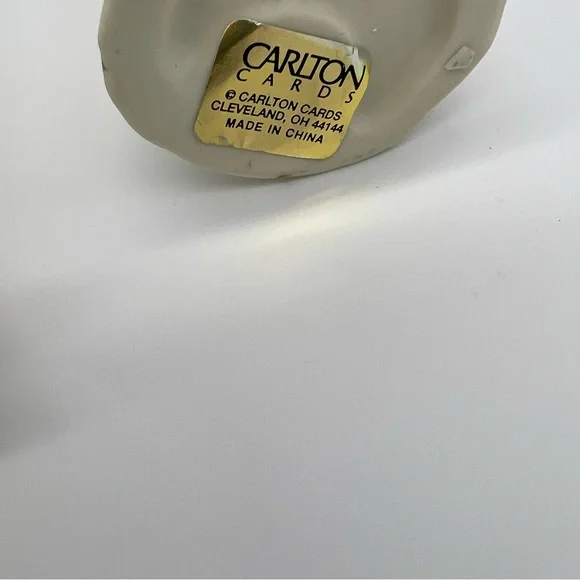 CARLTON
CARDS
© CARLTON CARDS
CLEVELAND, OH 44144
MADE IN CHINA